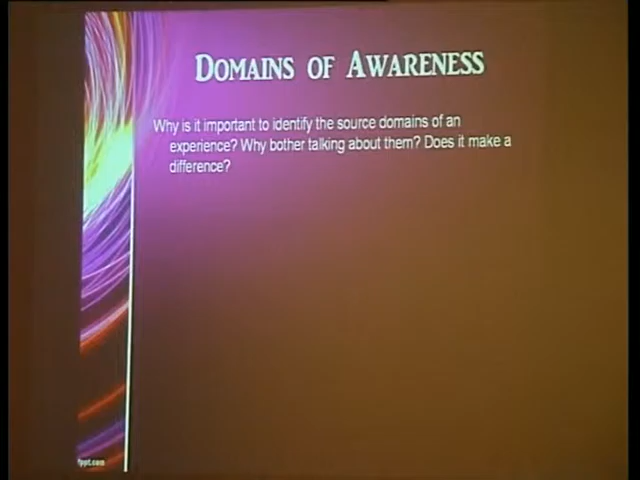 DOMAINS OF AWARENESS
Why is it important to identify the source domains of an
experience? Why bother talking about them? Does it make a
difference?
fppt.com